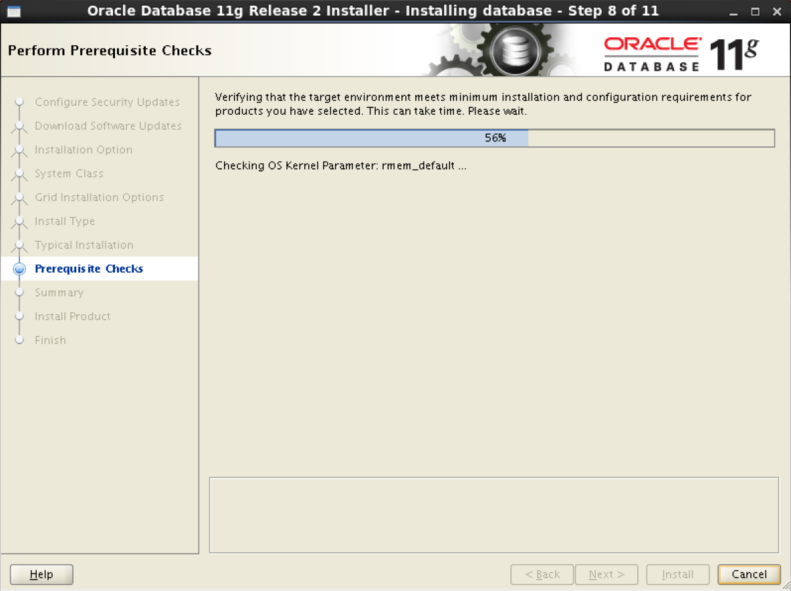 Oracle Database 11g Release 2 Installer - Installing database - Step 8 of 11
Perform Prerequisite Checks
ORACLE
DATABASE
11g
Configure Security Updates
Download Software Updates
Installation Option
System Class
Grid Installation Options
Install Type
Typical Installation
Prerequisite Checks
Summary
Install Product
Finish
Verifying that the target environment meets minimum installation and configuration requirements for
products you have selected. This can take time. Please wait.
56%
Checking OS Kernel Parameter: rmem_default ...
Help
< Back
Next >
Install
Cancel